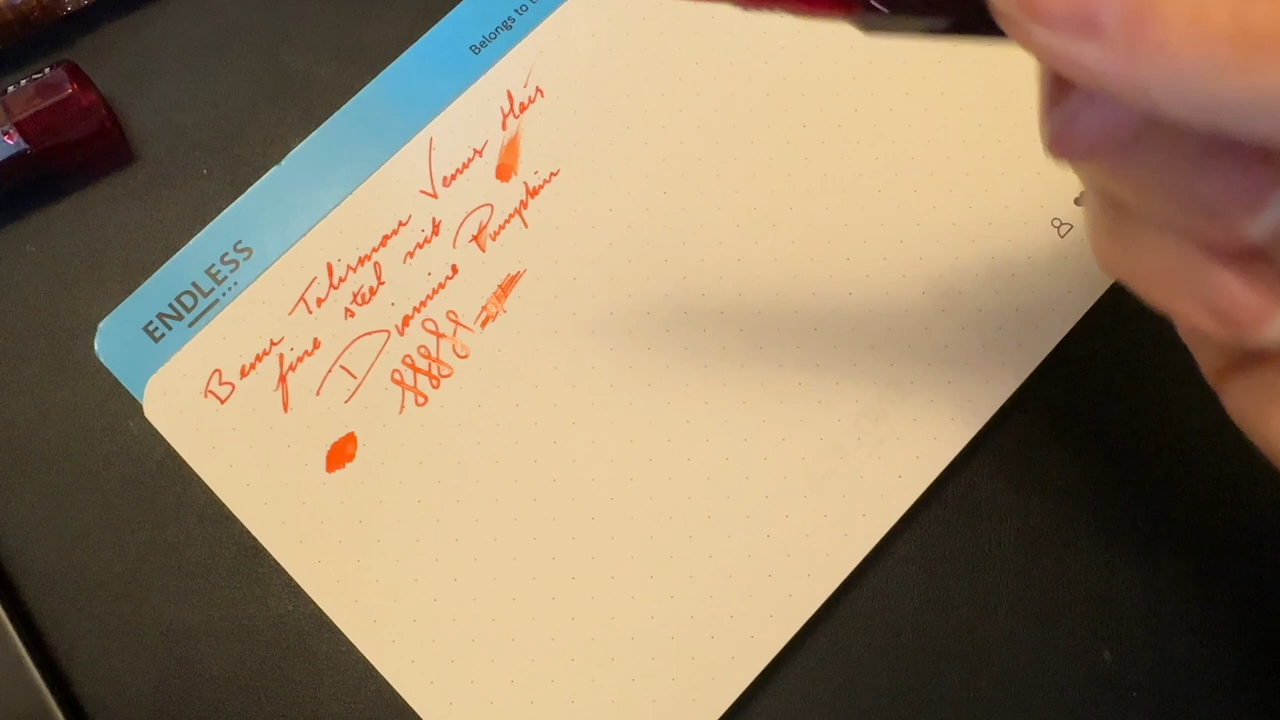 Belongs to
ENDLESS
Benu Talisman Venus Hair
fine steel nib
Diamine Pumpkin